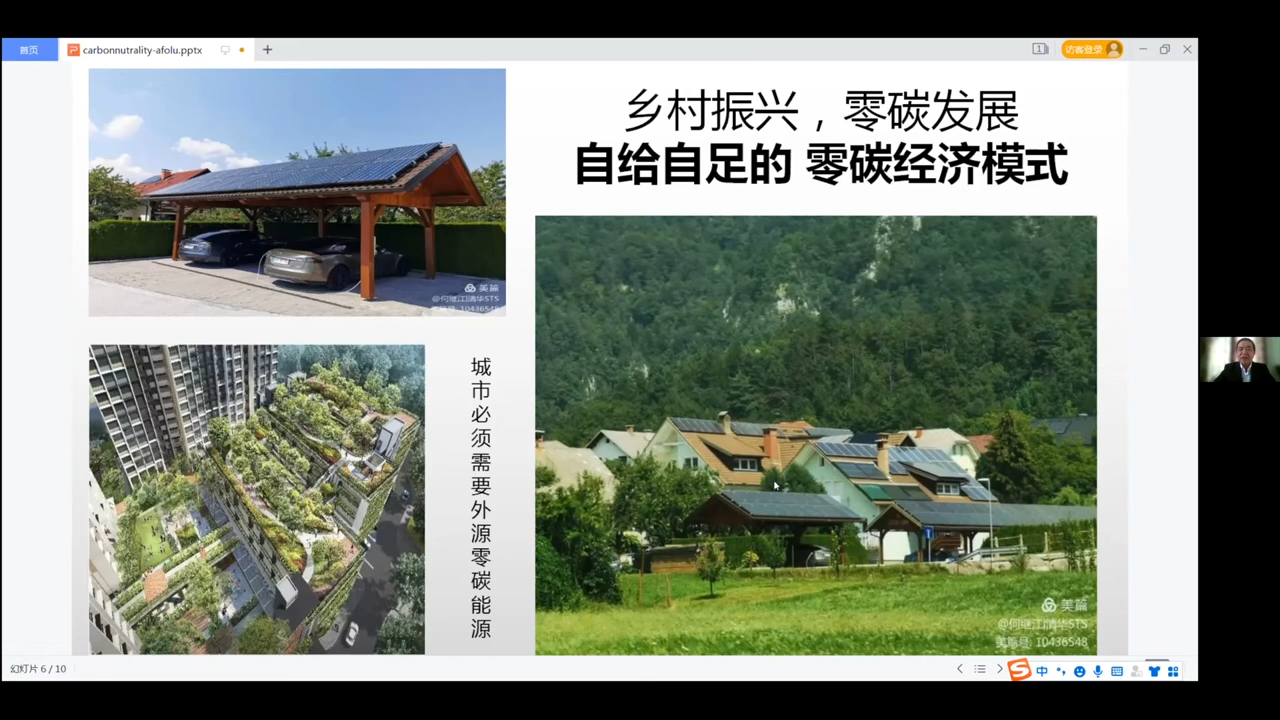 首页
carbonnutrality-afolu.pptx
访客登录
乡村振兴，零碳发展
自给自足的 零碳经济模式
美篇
@何继江清华STS
美篇号: 10436548
城市必须需要外源零碳能源
美篇
@何继江清华STS
美篇号: 10436548
幻灯片 6 / 10
中